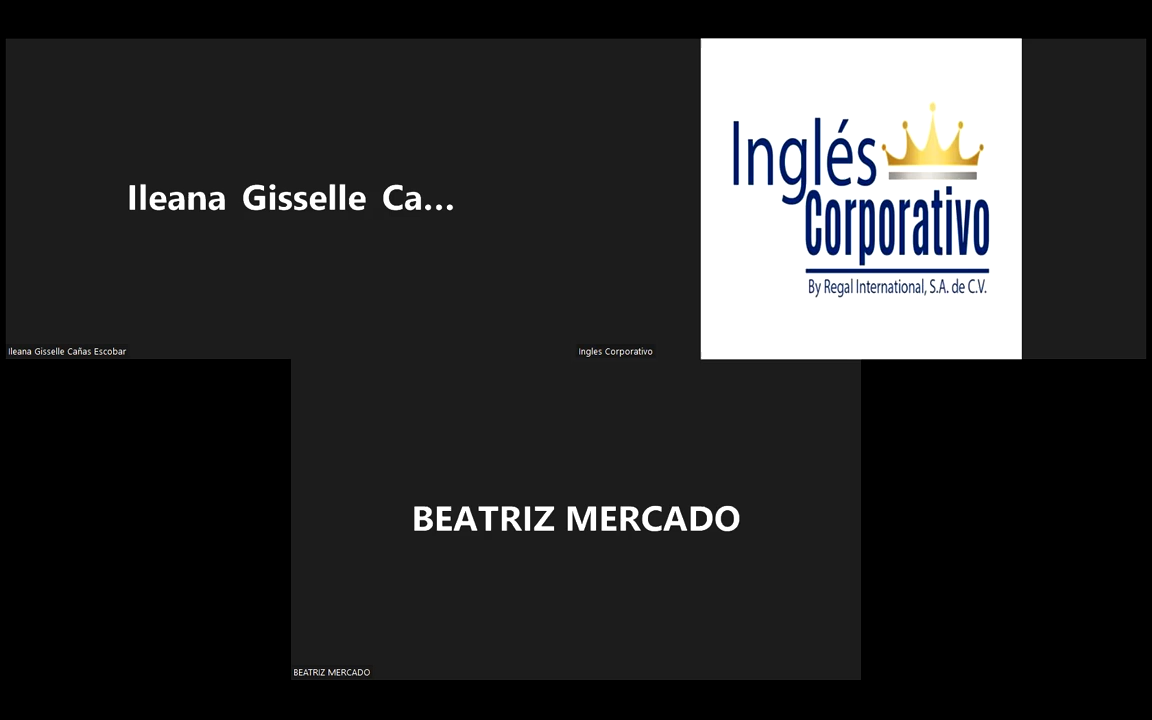 Ileana Gisselle Ca...
Ileana Gisselle Cañas Escobar
Inglés
Corporativo
By Regal International, S.A. de C.V.
Ingles Corporativo
BEATRIZ MERCADO
BEATRIZ MERCADO